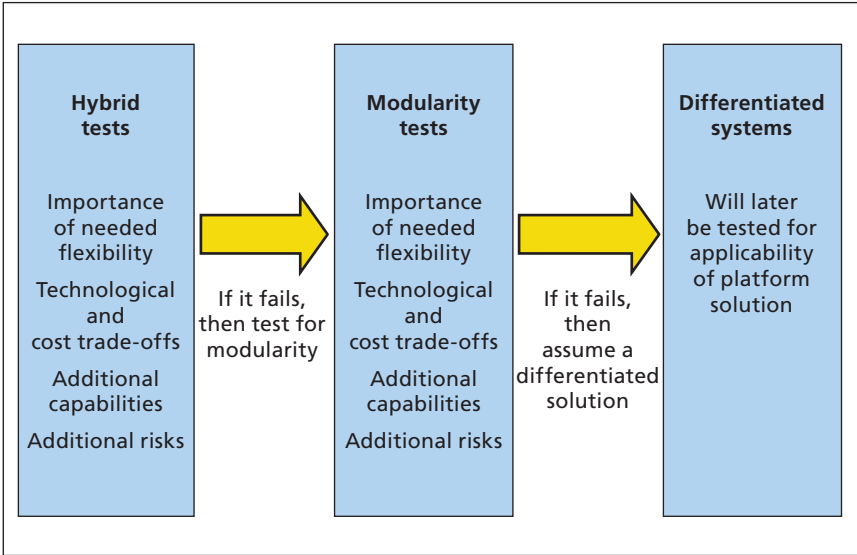 Hybrid
tests
Importance
of needed
flexibility
Technological
and
cost trade-offs
Additional
capabilities
Additional risks
If it fails,
then test for
modularity
Modularity
tests
Importance
of needed
flexibility
Technological
and
cost trade-offs
Additional
capabilities
Additional risks
If it fails,
then
assume a
differentiated
solution
Differentiated
systems
Will later
be tested for
applicability
of platform
solution